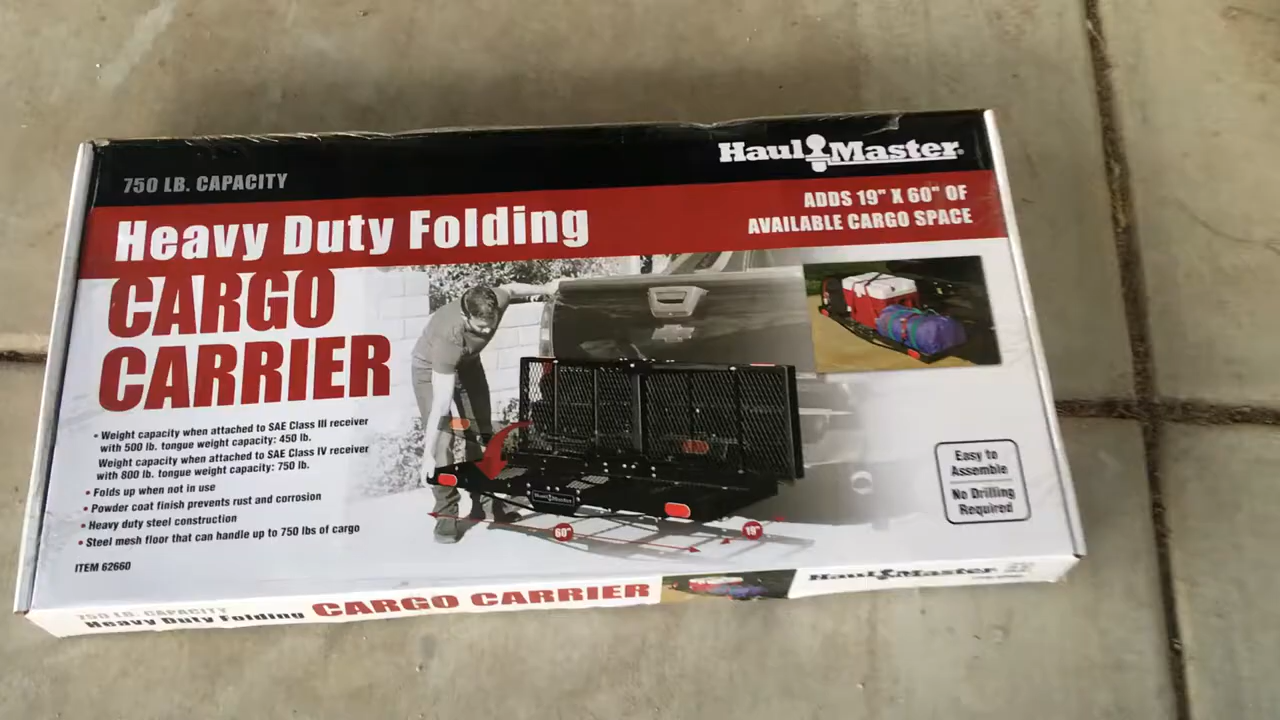 Haul Master
750 LB. CAPACITY
ADDS 19" X 60" OF
AVAILABLE CARGO SPACE
Heavy Duty Folding
CARGO
CARRIER
• Weight capacity when attached to SAE Class III receiver
with 500 lb. tongue weight capacity: 450 lb.
Weight capacity when attached to SAE Class IV receiver
with 800 lb. tongue weight capacity: 750 lb.
• Folds up when not in use
• Powder coat finish prevents rust and corrosion
• Heavy duty steel construction
• Steel mesh floor that can handle up to 750 lbs of cargo
ITEM 62660
Haul Master
60"
19"
Easy to
Assemble
No Drilling
Required
750 LB. CAPACITY
Heavy Duty Folding
CARGO CARRIER
Haul Master